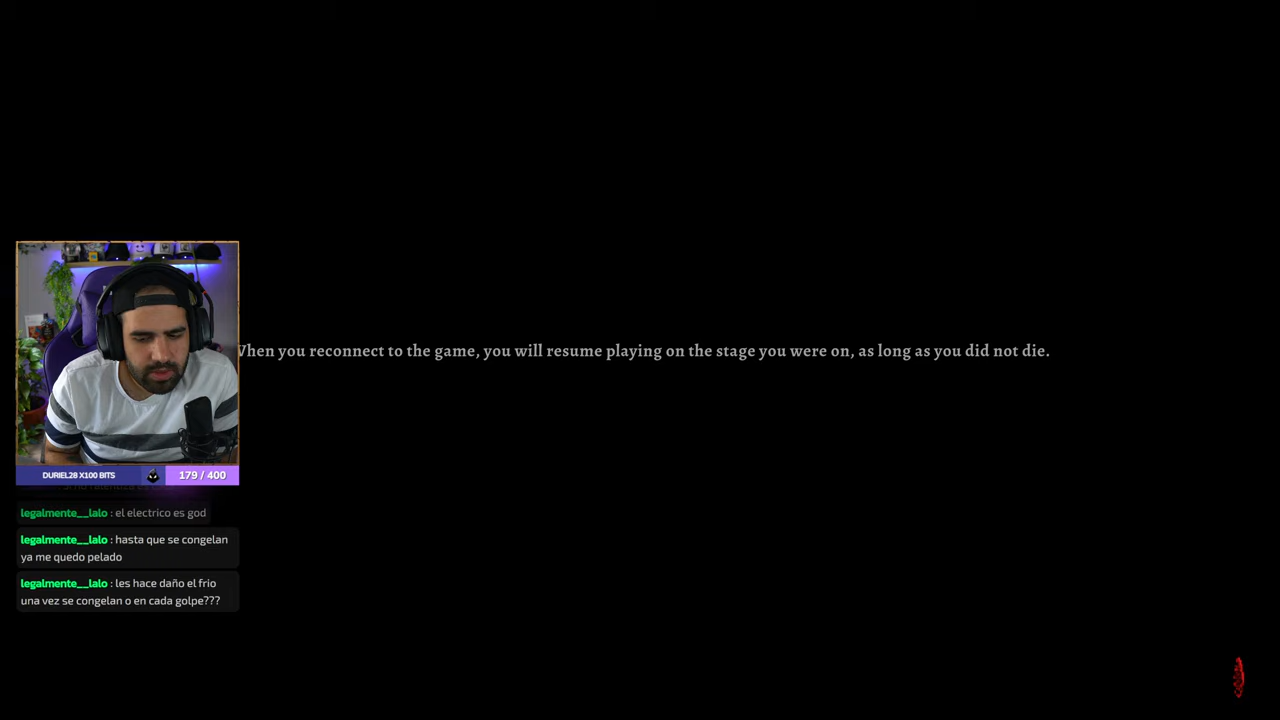 When you reconnect to the game, you will resume playing on the stage you were on, as long as you did not die.
DURIEL28 X100 BITS
179 / 400
legalmente__lalo : el electrico es god
legalmente__lalo : hasta que se congelan
ya me quedo pelado
legalmente__lalo : les hace daño el frio
una vez se congelan o en cada golpe???